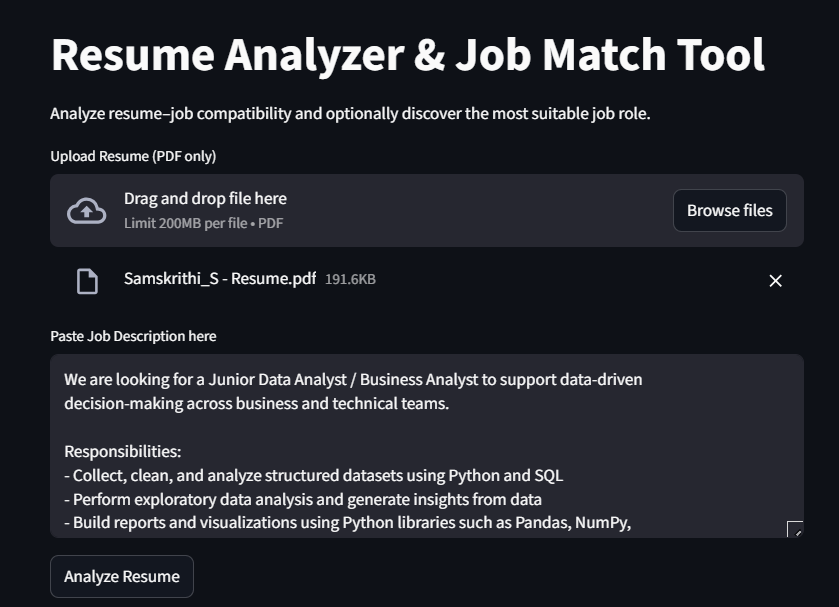 Resume Analyzer & Job Match Tool
Analyze resume–job compatibility and optionally discover the most suitable job role.
Upload Resume (PDF only)
Drag and drop file here
Limit 200MB per file • PDF
Browse files
Samskrithi_S - Resume.pdf 191.6KB
Paste Job Description here
We are looking for a Junior Data Analyst / Business Analyst to support data-driven
decision-making across business and technical teams.
Responsibilities:
- Collect, clean, and analyze structured datasets using Python and SQL
- Perform exploratory data analysis and generate insights from data
- Build reports and visualizations using Python libraries such as Pandas, NumPy,
Analyze Resume